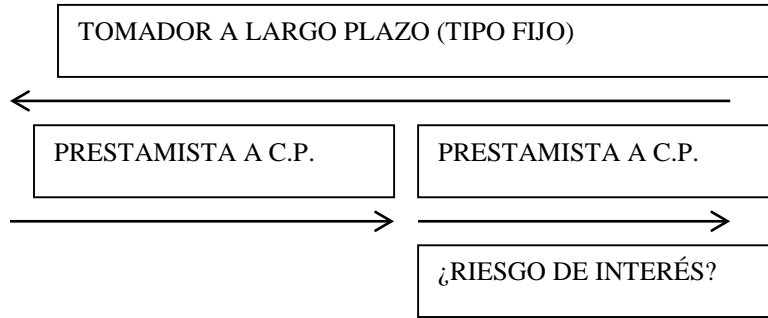 TOMADOR A LARGO PLAZO (TIPO FIJO)
PRESTAMISTA A C.P.
PRESTAMISTA A C.P.
¿RIESGO DE INTERÉS?